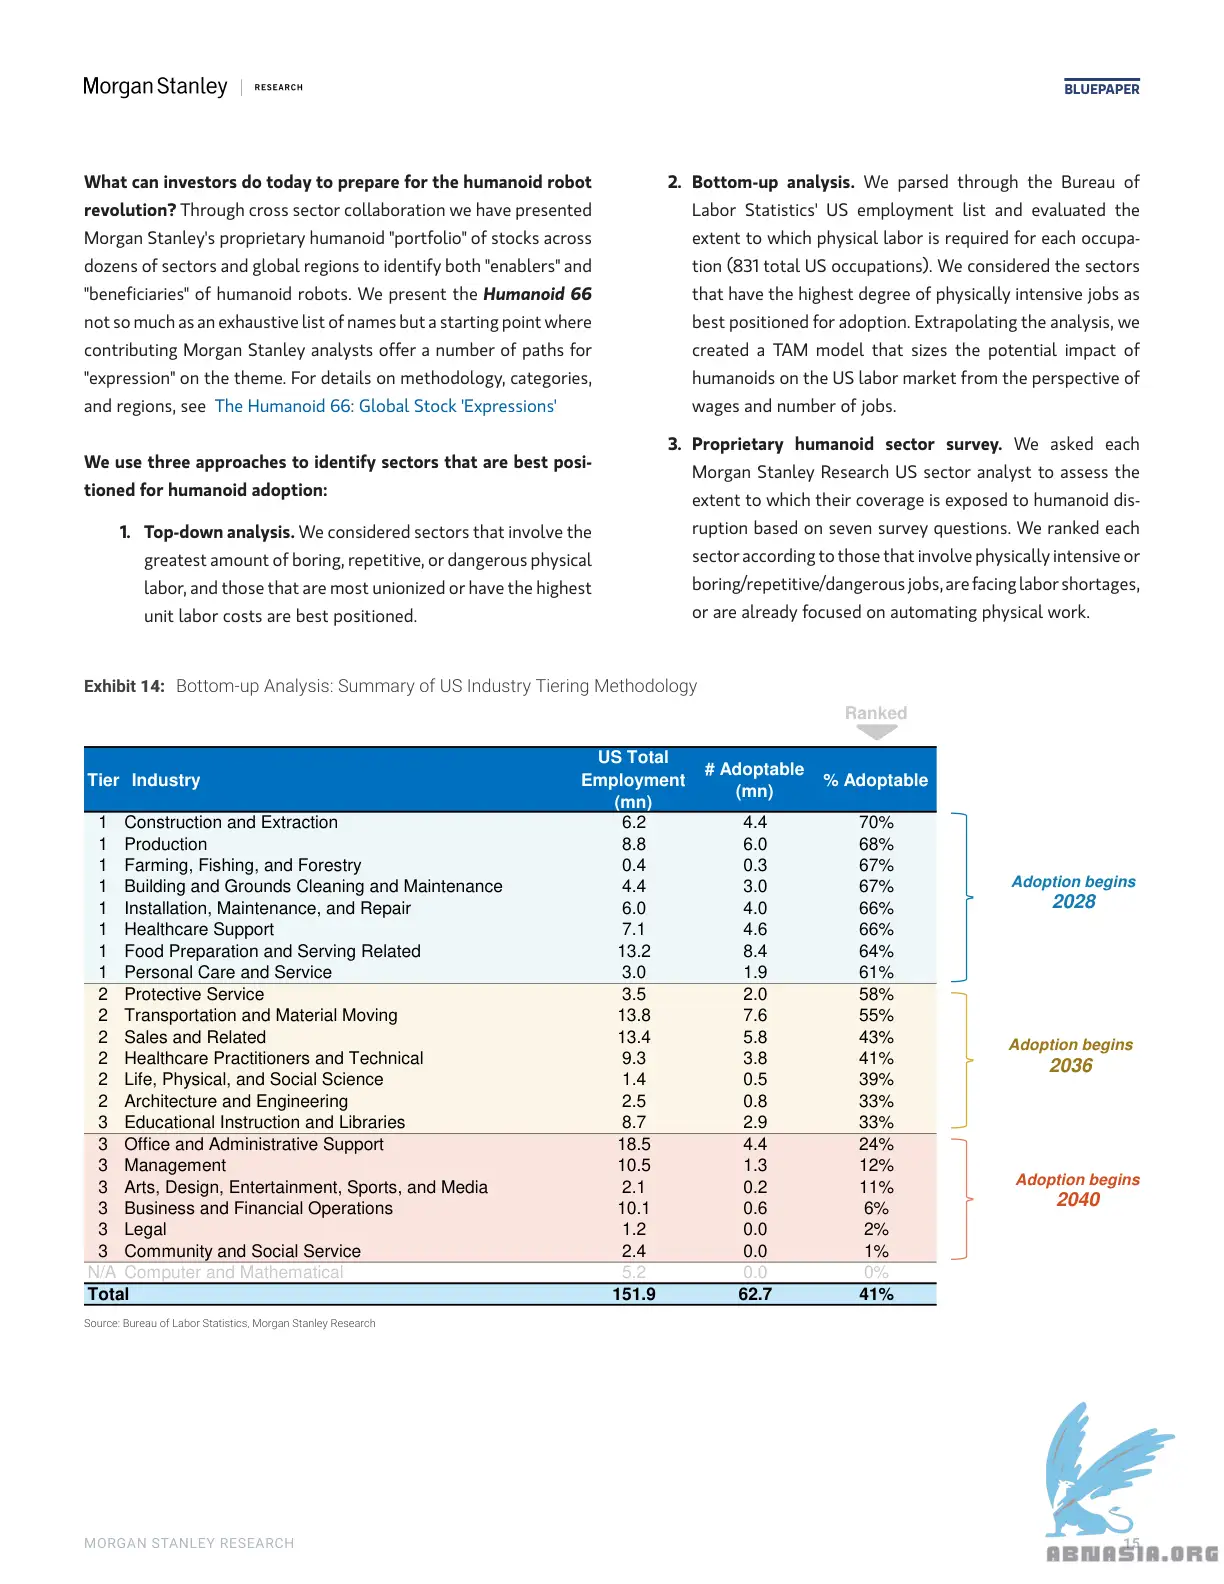 Morgan Stanley | RESEARCH
BLUEPAPER
What can investors do today to prepare for the humanoid robot
revolution? Through cross sector collaboration we have presented
Morgan Stanley's proprietary humanoid "portfolio" of stocks across
dozens of sectors and global regions to identify both "enablers" and
"beneficiaries" of humanoid robots. We present the Humanoid 66
not so much as an exhaustive list of names but a starting point where
contributing Morgan Stanley analysts offer a number of paths for
"expression" on the theme. For details on methodology, categories,
and regions, see The Humanoid 66: Global Stock 'Expressions'
We use three approaches to identify sectors that are best posi-
tioned for humanoid adoption:
1. Top-down analysis. We considered sectors that involve the
greatest amount of boring, repetitive, or dangerous physical
labor, and those that are most unionized or have the highest
unit labor costs are best positioned.
2. Bottom-up analysis. We parsed through the Bureau of
Labor Statistics' US employment list and evaluated the
extent to which physical labor is required for each occupa-
tion (831 total US occupations). We considered the sectors
that have the highest degree of physically intensive jobs as
best positioned for adoption. Extrapolating the analysis, we
created a TAM model that sizes the potential impact of
humanoids on the US labor market from the perspective of
wages and number of jobs.
3. Proprietary humanoid sector survey. We asked each
Morgan Stanley Research US sector analyst to assess the
extent to which their coverage is exposed to humanoid dis-
ruption based on seven survey questions. We ranked each
sector according to those that involve physically intensive or
boring/repetitive/dangerous jobs, are facing labor shortages,
or are already focused on automating physical work.
Exhibit 14: Bottom-up Analysis: Summary of US Industry Tiering Methodology
Ranked
Tier Industry US Total Employment (mn) # Adoptable (mn) % Adoptable
1 Construction and Extraction 6.2 4.4 70%
1 Production 8.8 6.0 68%
1 Farming, Fishing, and Forestry 0.4 0.3 67%
1 Building and Grounds Cleaning and Maintenance 4.4 3.0 67%
1 Installation, Maintenance, and Repair 6.0 4.0 66%
1 Healthcare Support 7.1 4.6 66%
1 Food Preparation and Serving Related 13.2 8.4 64%
1 Personal Care and Service 3.0 1.9 61%
Adoption begins
2028
2 Protective Service 3.5 2.0 58%
2 Transportation and Material Moving 13.8 7.6 55%
2 Sales and Related 13.4 5.8 43%
2 Healthcare Practitioners and Technical 9.3 3.8 41%
2 Life, Physical, and Social Science 1.4 0.5 39%
2 Architecture and Engineering 2.5 0.8 33%
3 Educational Instruction and Libraries 8.7 2.9 33%
Adoption begins
2036
3 Office and Administrative Support 18.5 4.4 24%
3 Management 10.5 1.3 12%
3 Arts, Design, Entertainment, Sports, and Media 2.1 0.2 11%
3 Business and Financial Operations 10.1 0.6 6%
3 Legal 1.2 0.0 2%
3 Community and Social Service 2.4 0.0 1%
Adoption begins
2040
N/A Computer and Mathematical 5.2 0.0 0%
Total 151.9 62.7 41%
Source: Bureau of Labor Statistics, Morgan Stanley Research
MORGAN STANLEY RESEARCH
15
ABNASIA.ORG